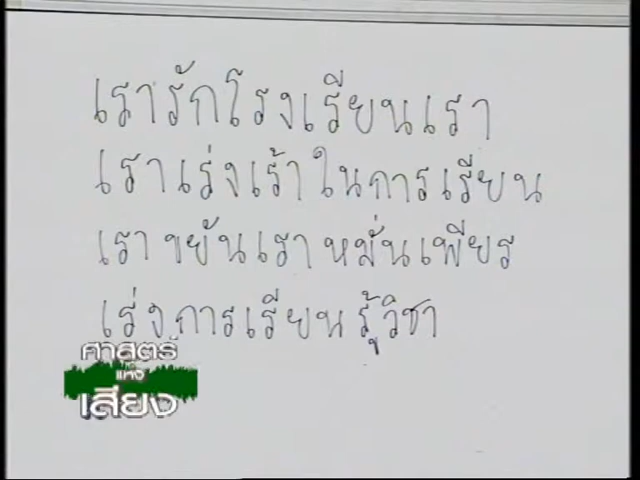 เรารักโรงเรียนเรา
เราเร่งเร้าในการเรียน
เราขยันเราหมั่นเพียร
เร่งการเรียนรู้วิชา
ศาสตร์
แห่ง
เสียง